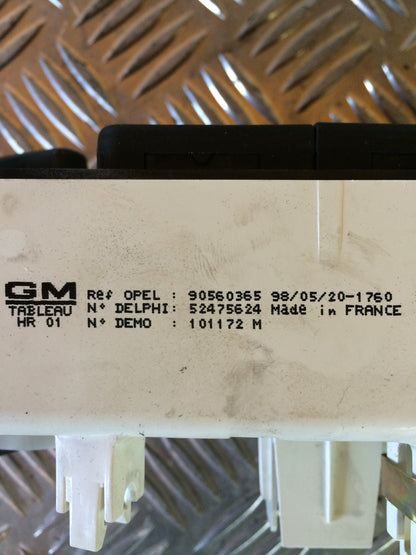 GM
TABLEAU
HR 01
Ref OPEL : 90560365 98/05/20-1760
N° DELPHI: 52475624 Made in FRANCE
N° DEMO : 101172 M